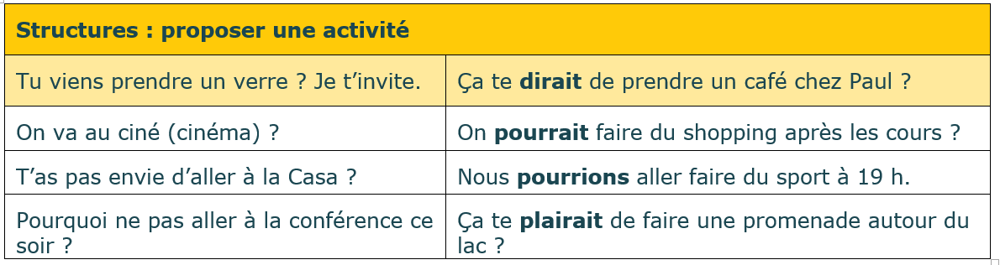 Structures : proposer une activité
Tu viens prendre un verre ? Je t’invite.
Ça te dirait de prendre un café chez Paul ?
On va au ciné (cinéma) ?
On pourrait faire du shopping après les cours ?
T’as pas envie d’aller à la Casa ?
Nous pourrions aller faire du sport à 19 h.
Pourquoi ne pas aller à la conférence ce
soir ?
Ça te plairait de faire une promenade autour du
lac ?